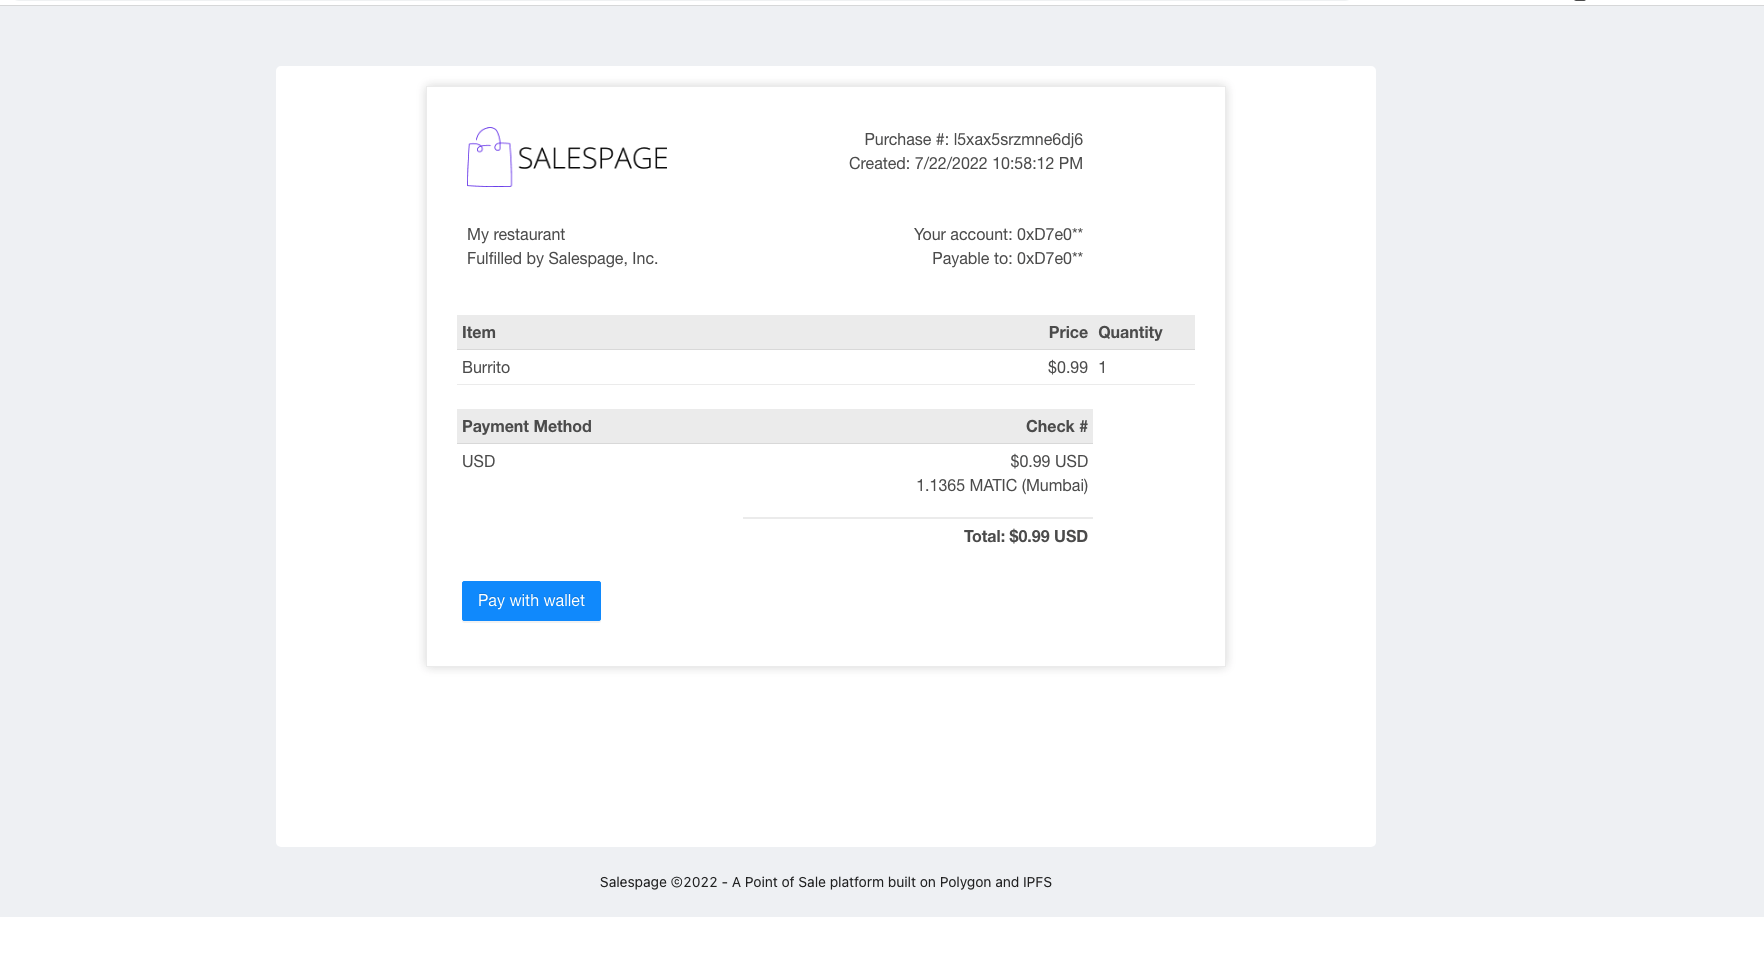 SALESPAGE
Purchase #: l5xax5srzmne6dj6
Created: 7/22/2022 10:58:12 PM
My restaurant
Fulfilled by Salespage, Inc.
Your account: 0xD7e0**
Payable to: 0xD7e0**
Item Price Quantity
Burrito $0.99 1
Payment Method Check #
USD $0.99 USD
1.1365 MATIC (Mumbai)
Total: $0.99 USD
Pay with wallet
Salespage ©2022 - A Point of Sale platform built on Polygon and IPFS